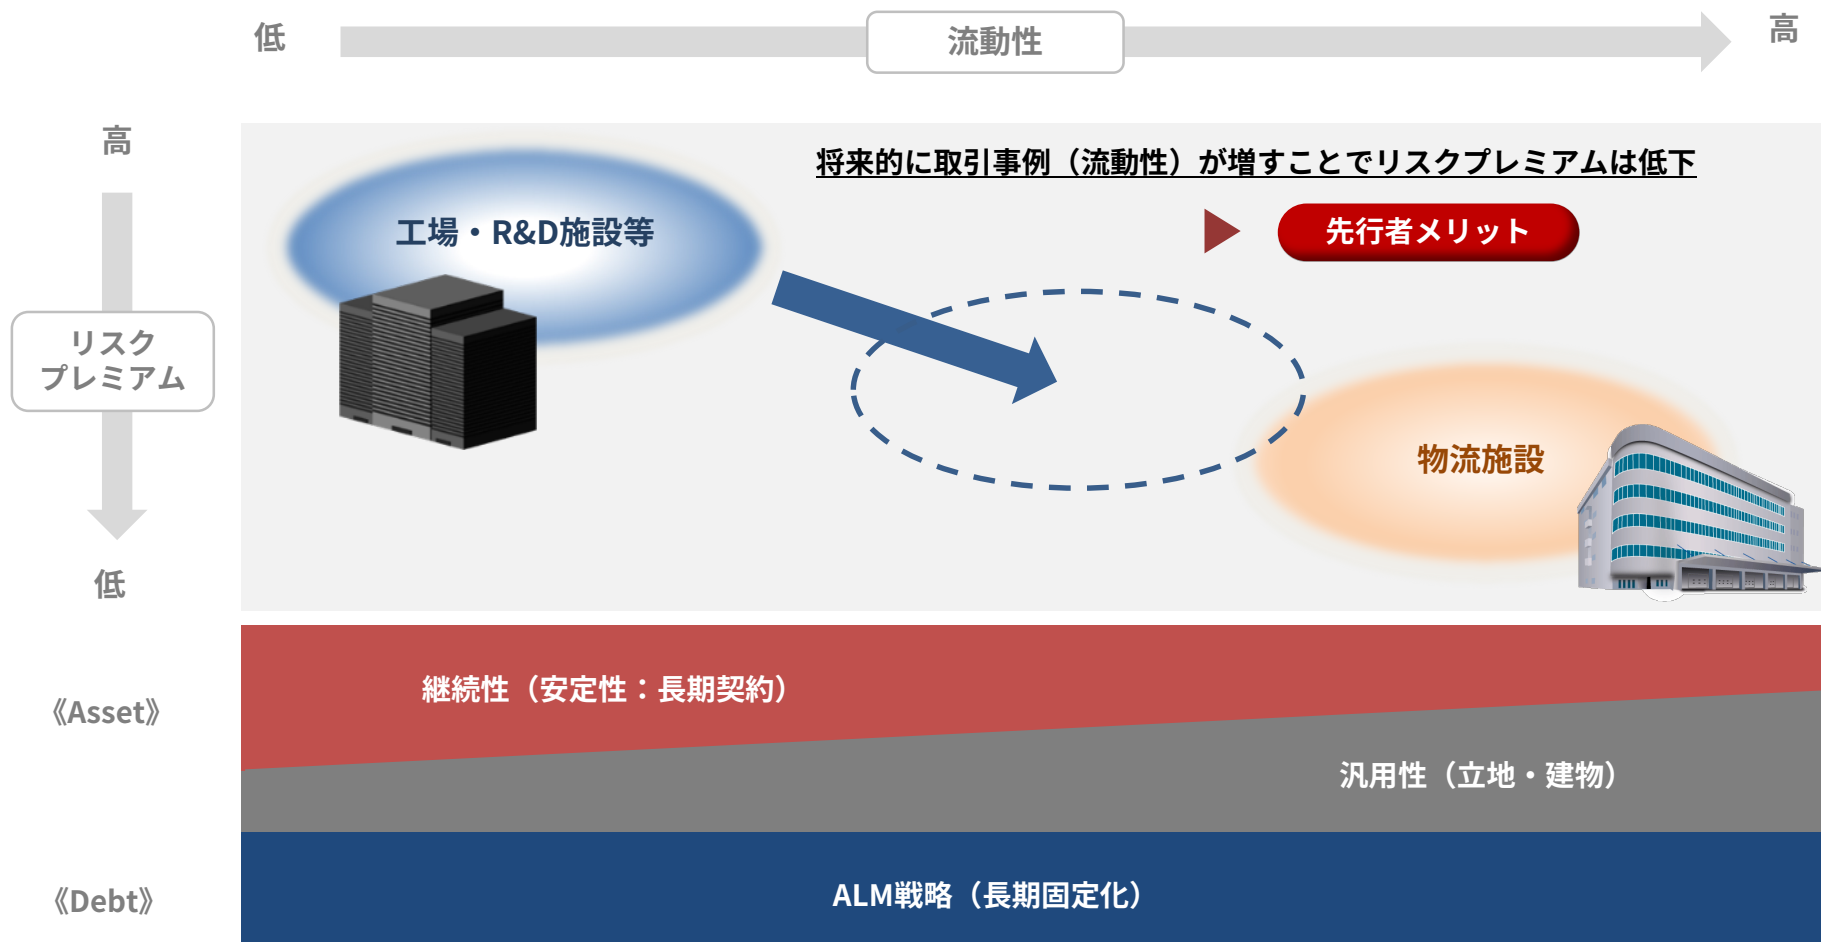 低
流動性
高
高
リスク
プレミアム
低
将来的に取引事例（流動性）が増すことでリスクプレミアムは低下
先行者メリット
工場・R&D施設等
物流施設
《Asset》
継続性（安定性：長期契約）
汎用性（立地・建物）
《Debt》
ALM戦略（長期固定化）